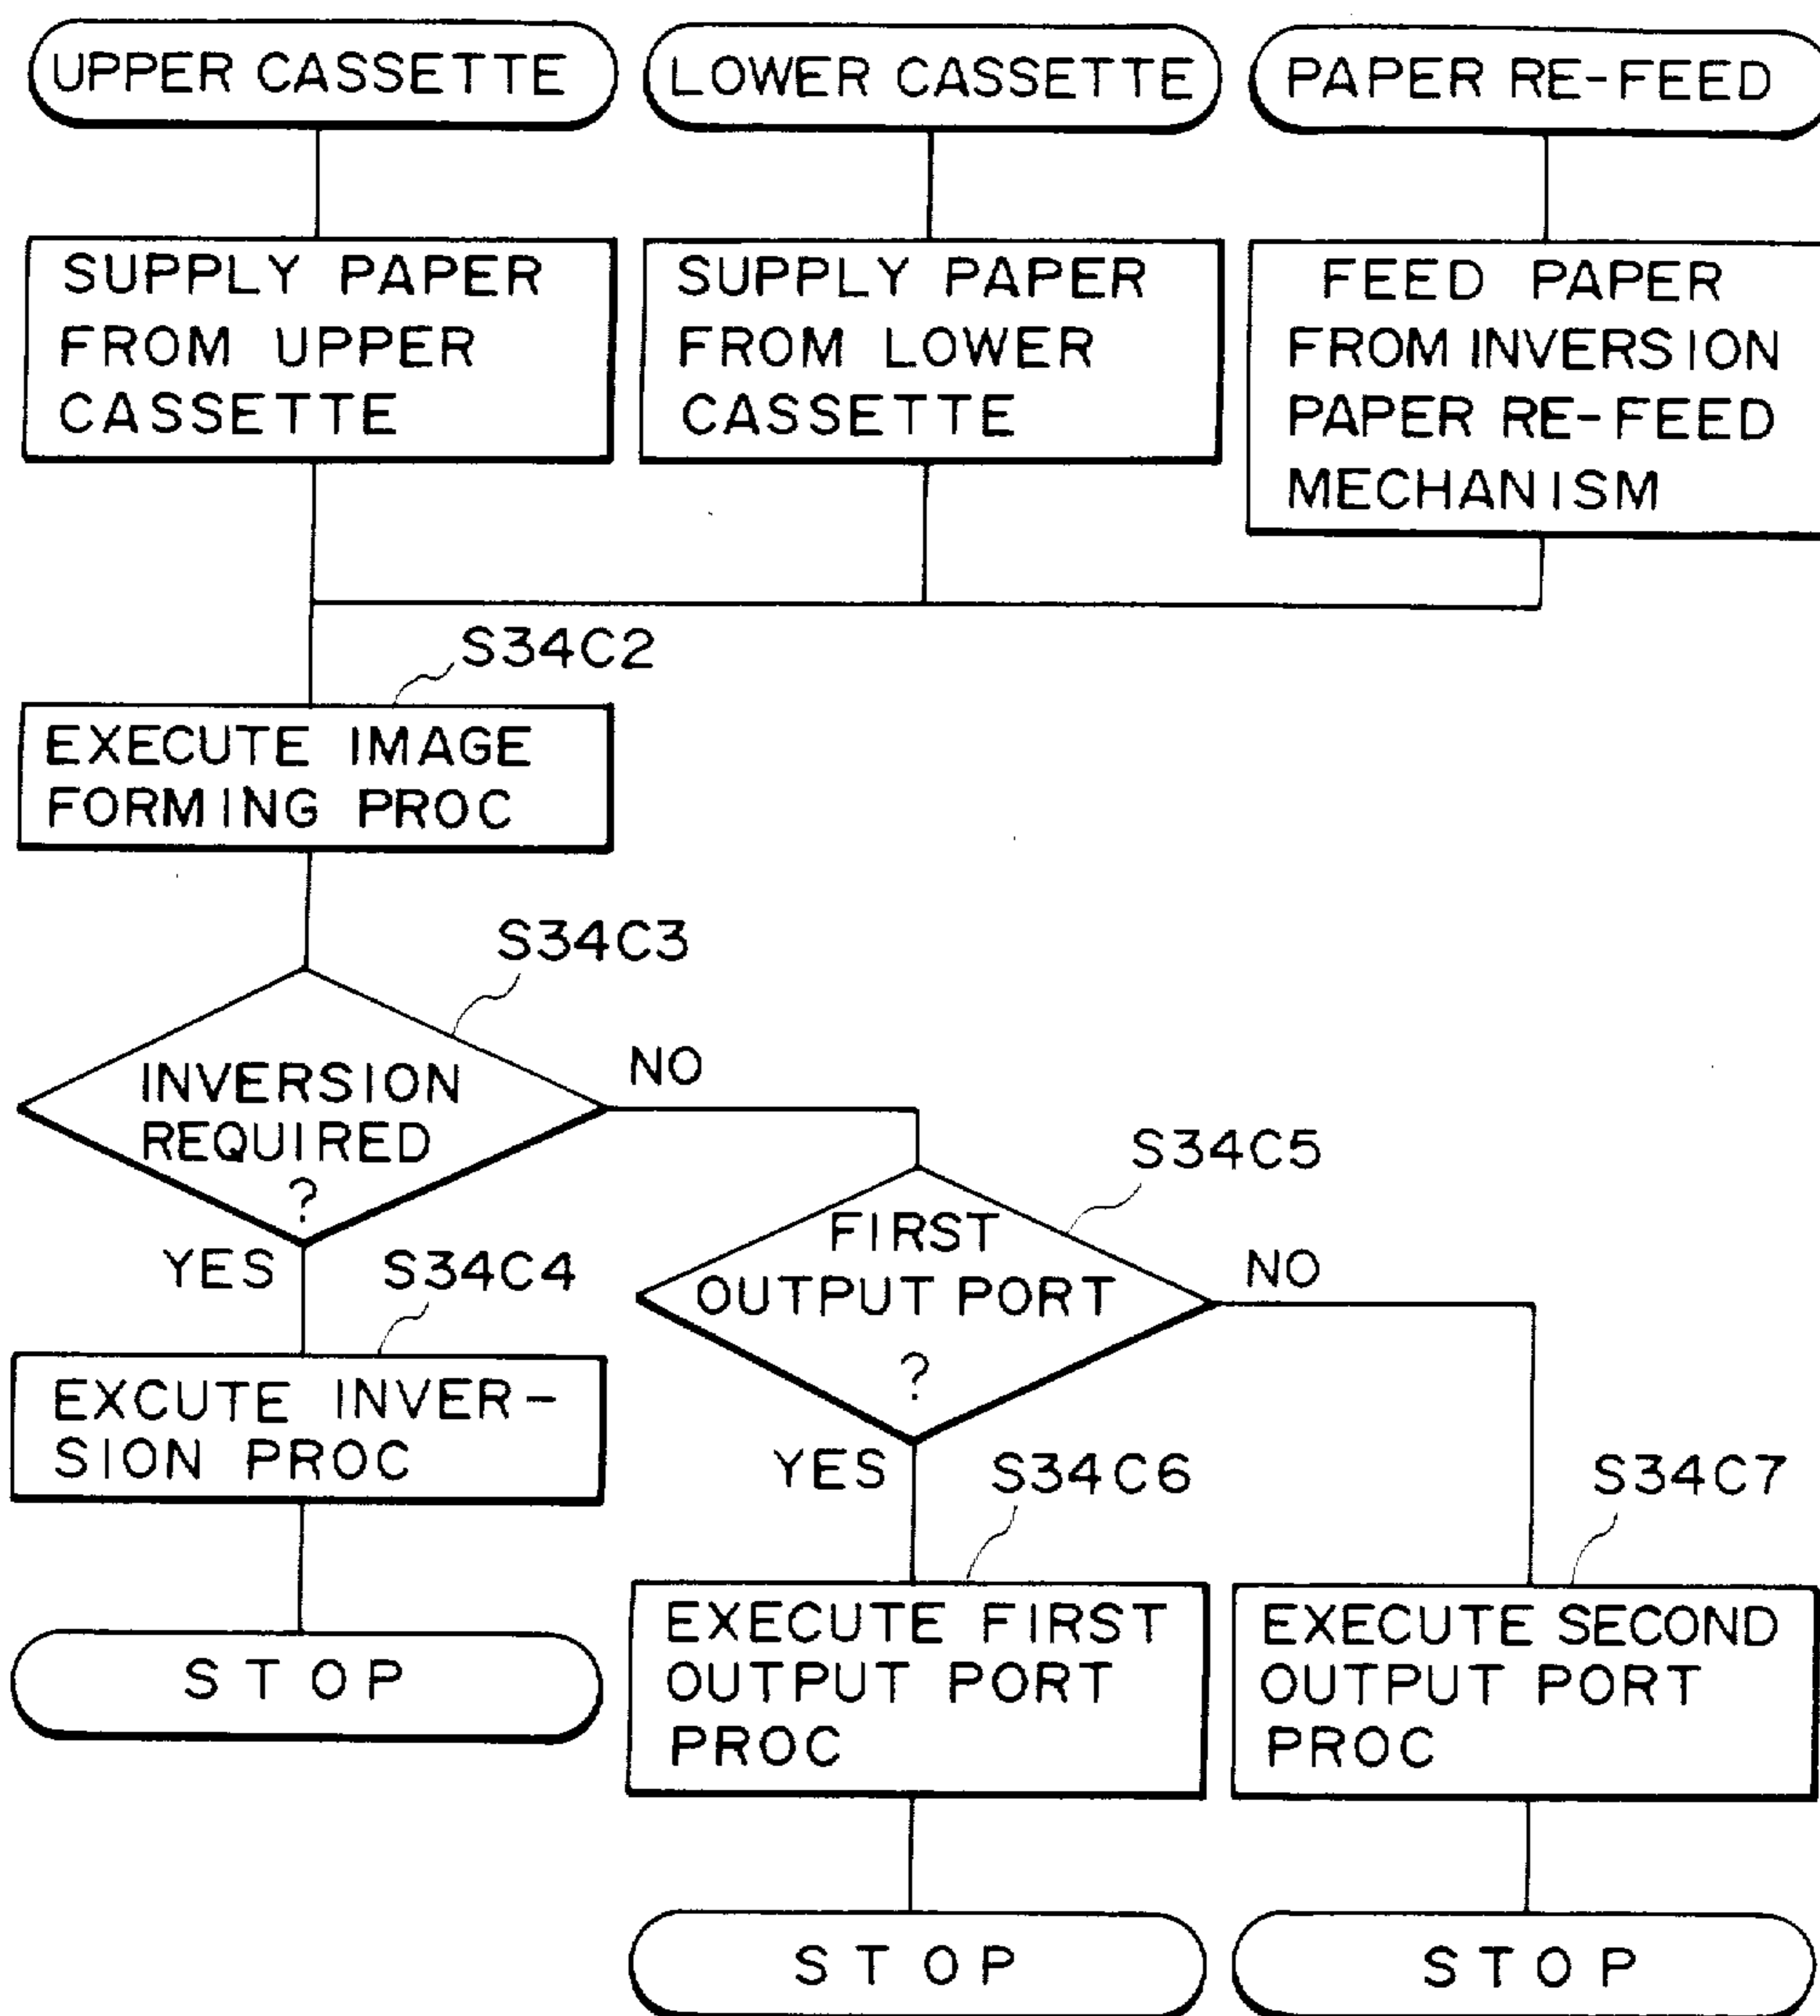 UPPER CASSETTE
LOWER CASSETTE
PAPER RE-FEED
SUPPLY PAPER
FROM UPPER
CASSETTE
SUPPLY PAPER
FROM LOWER
CASSETTE
FEED PAPER
FROM INVERSION
PAPER RE-FEED
MECHANISM
S34C2
EXECUTE IMAGE
FORMING PROC
S34C3
INVERSION
REQUIRED
?
NO
YES
S34C4
EXCUTE INVER-
SION PROC
STOP
S34C5
FIRST
OUTPUT PORT
?
NO
YES
S34C6
EXECUTE FIRST
OUTPUT PORT
PROC
STOP
S34C7
EXECUTE SECOND
OUTPUT PORT
PROC
STOP